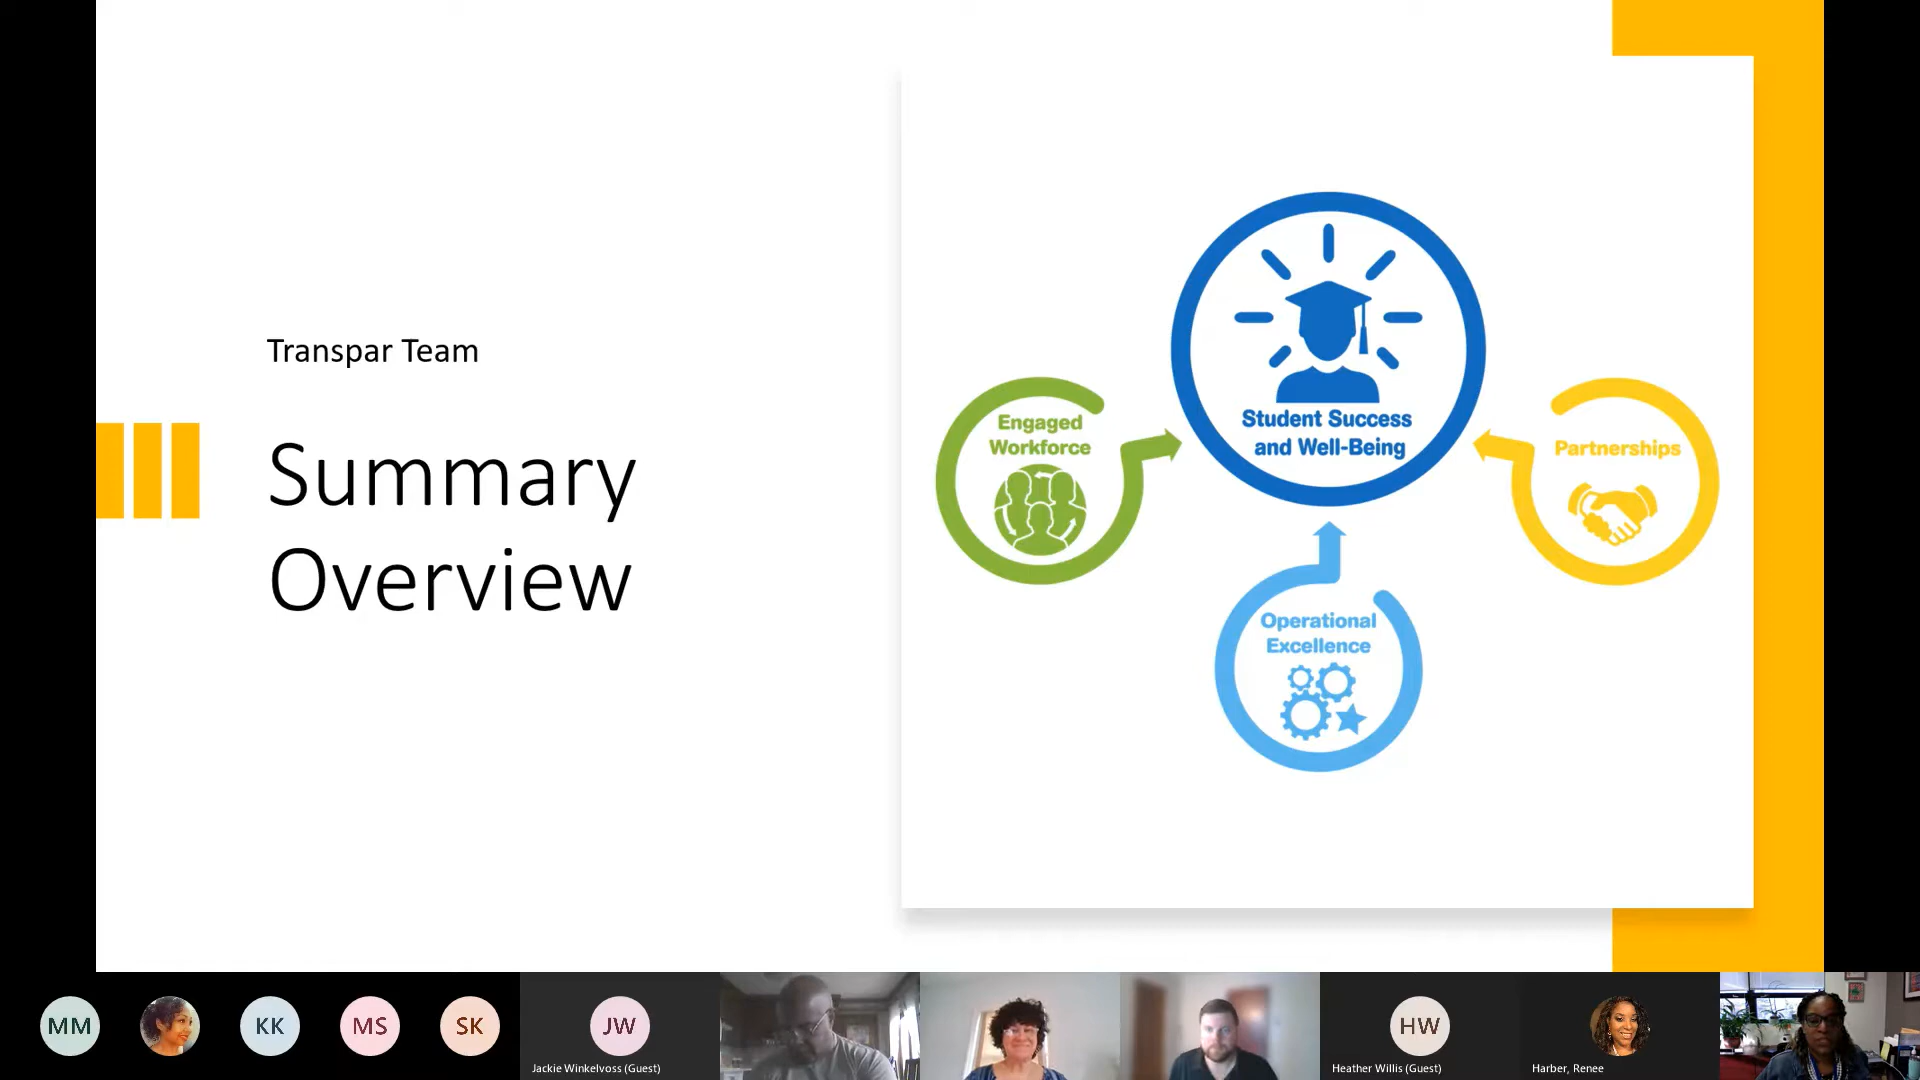 Transpar Team
Summary
Overview
Student Success
and Well-Being
Engaged
Workforce
Partnerships
Operational
Excellence
MM
KK
MS
SK
JW
Jackie Winkelvoss (Guest)
HW
Heather Willis (Guest)
Harber, Renee